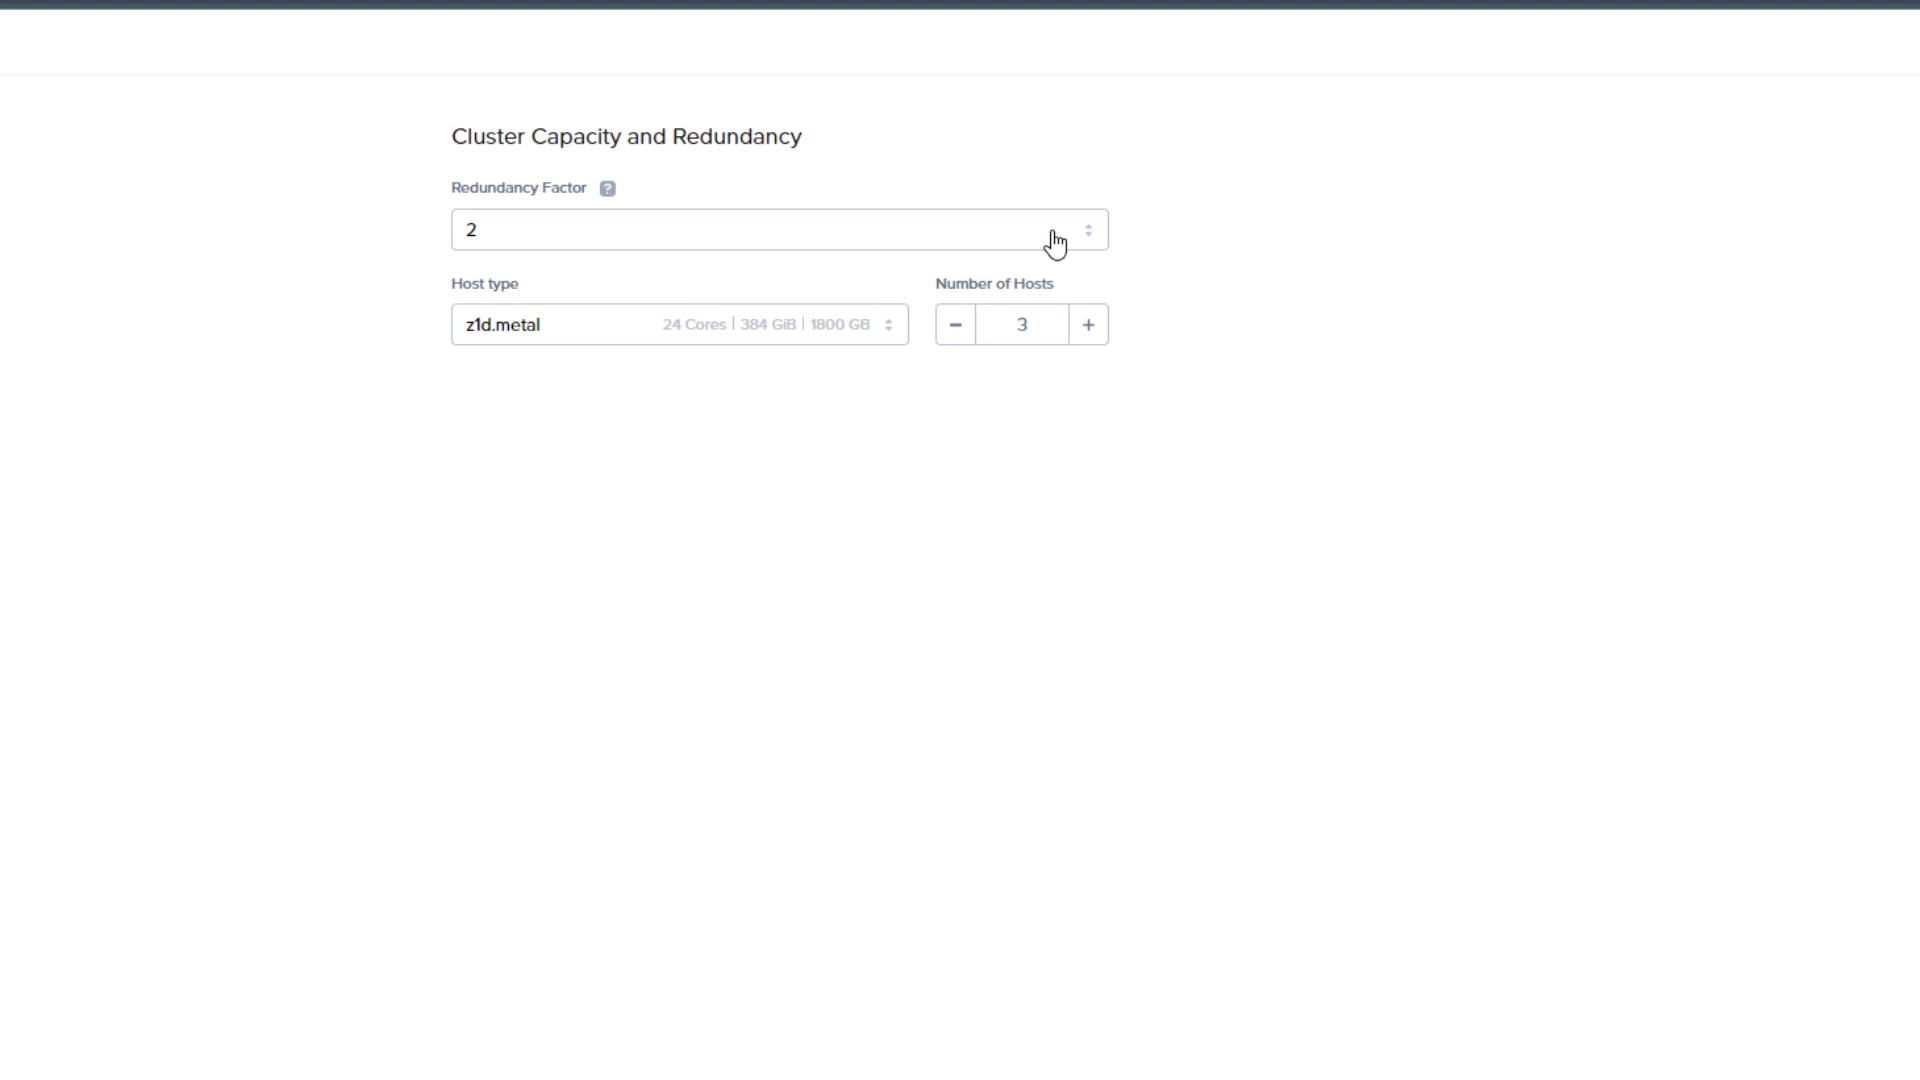 Cluster Capacity and Redundancy
Redundancy Factor ?
2
Host type Number of Hosts
z1d.metal 24 Cores | 384 GiB | 1800 GB − 3 +